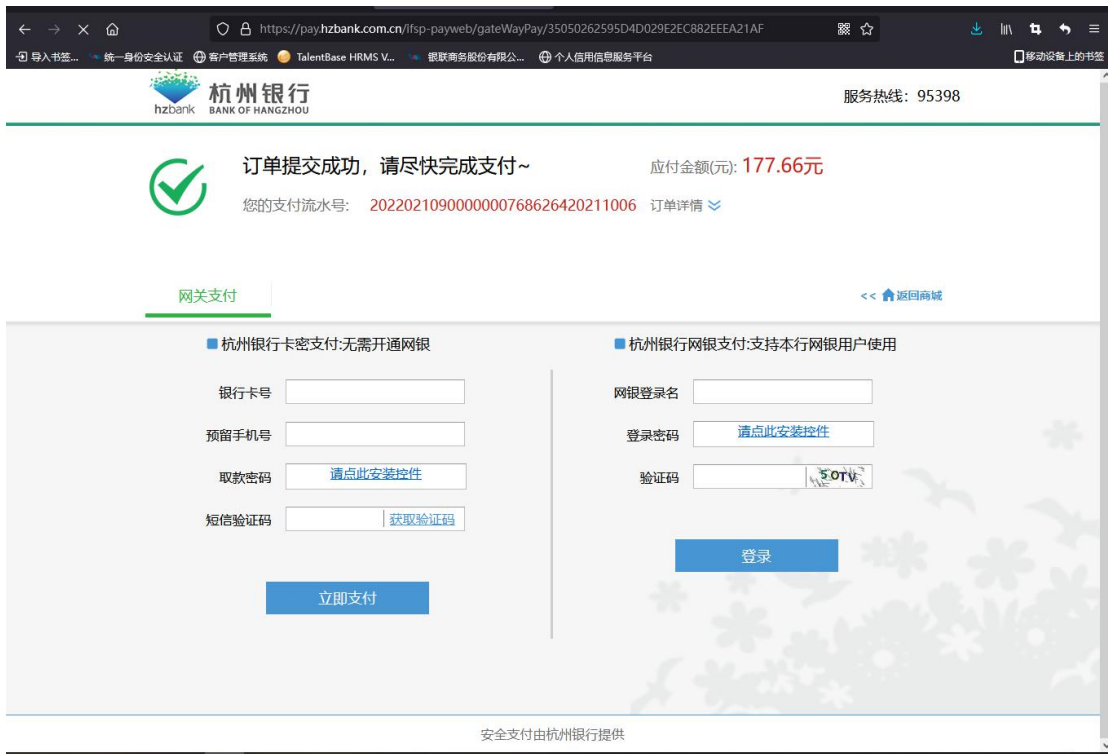 https://pay.hzbank.com.cn/ifsp-payweb/gateWayPay/35050262595D4D029E2EC882EEEA21AF
导入书签... 统一身份安全认证 客户管理系统 TalentBase HRMS V... 银联商务股份有限公... 个人信用信息服务平台 移动设备上的书签
杭州银行
hzbank BANK OF HANGZHOU
服务热线：95398
订单提交成功，请尽快完成支付~ 应付金额(元): 177.66元
您的支付流水号: 2022021090000000768626420211006 订单详情
网关支付 << 返回商城
杭州银行卡密支付:无需开通网银
银行卡号
预留手机号
取款密码 请点此安装控件
短信验证码 获取验证码
立即支付
杭州银行网银支付:支持本行网银用户使用
网银登录名
登录密码 请点此安装控件
验证码 5OTV
登录
安全支付由杭州银行提供